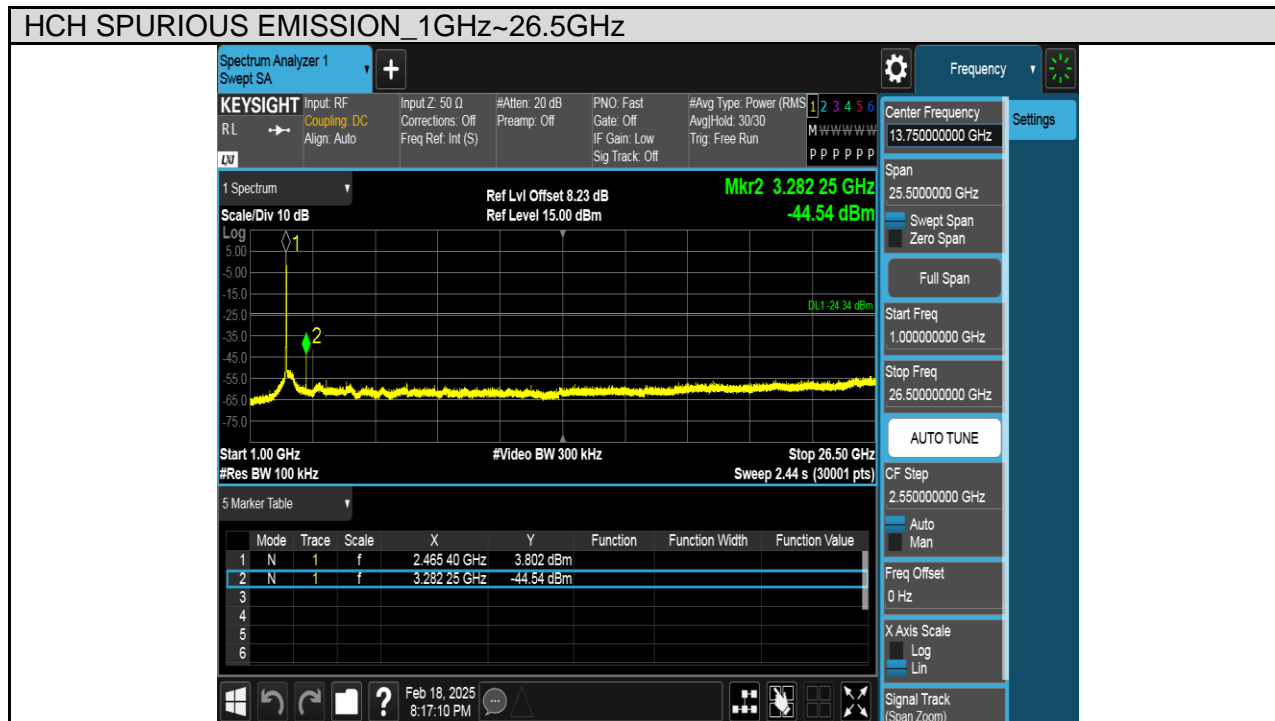 HCH SPURIOUS EMISSION_1GHz~26.5GHz
Spectrum Analyzer 1
Swept SA
+
Frequency
KEYSIGHT
RL
LXI
Input: RF
Coupling: DC
Align: Auto
Input Z: 50 Ω
Corrections: Off
Freq Ref: Int (S)
#Atten: 20 dB
Preamp: Off
PNO: Fast
Gate: Off
IF Gain: Low
Sig Track: Off
#Avg Type: Power (RMS
Avg|Hold: 30/30
Trig: Free Run
1 2 3 4 5 6
M W W W W W
P P P P P P
Center Frequency
13.750000000 GHz
Settings
Span
25.5000000 GHz
Swept Span
Zero Span
Full Span
Start Freq
1.000000000 GHz
Stop Freq
26.500000000 GHz
AUTO TUNE
CF Step
2.550000000 GHz
Auto
Man
Freq Offset
0 Hz
X Axis Scale
Log
Lin
Signal Track
(Span Zoom)
1 Spectrum
Ref Lvl Offset 8.23 dB
Mkr2 3.282 25 GHz
Scale/Div 10 dB
Ref Level 15.00 dBm
-44.54 dBm
Log
1
5.00
-5.00
-15.0
DL1 -24.34 dBm
-25.0
-35.0
2
-45.0
-55.0
-65.0
-75.0
Start 1.00 GHz
#Video BW 300 kHz
Stop 26.50 GHz
#Res BW 100 kHz
Sweep 2.44 s (30001 pts)
5 Marker Table
Mode Trace Scale X Y Function Function Width Function Value
1 N 1 f 2.465 40 GHz 3.802 dBm
2 N 1 f 3.282 25 GHz -44.54 dBm
3
4
5
6
?
Feb 18, 2025
8:17:10 PM